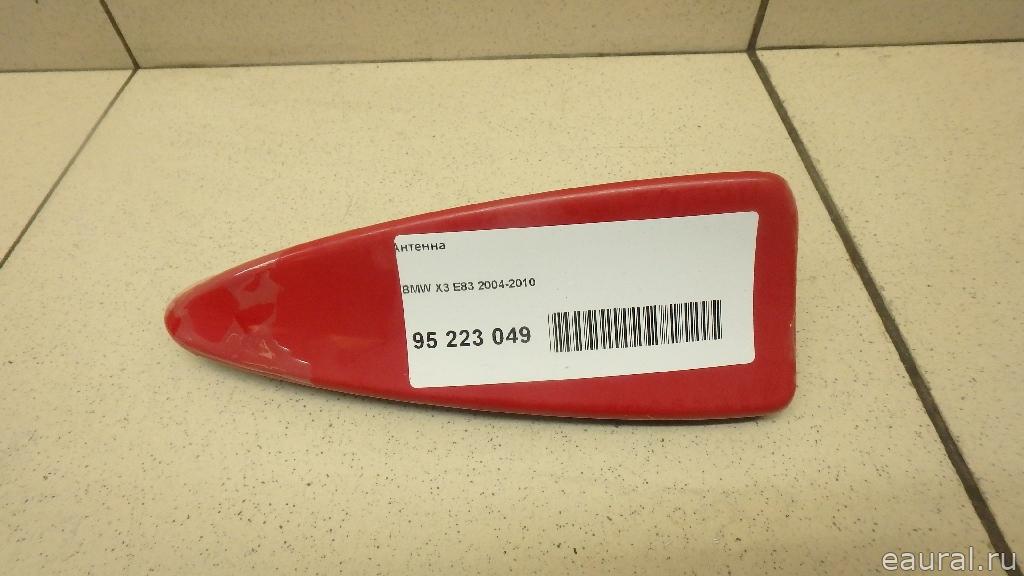 Антенна
BMW X3 E83 2004-2010
95 223 049
eaural.ru